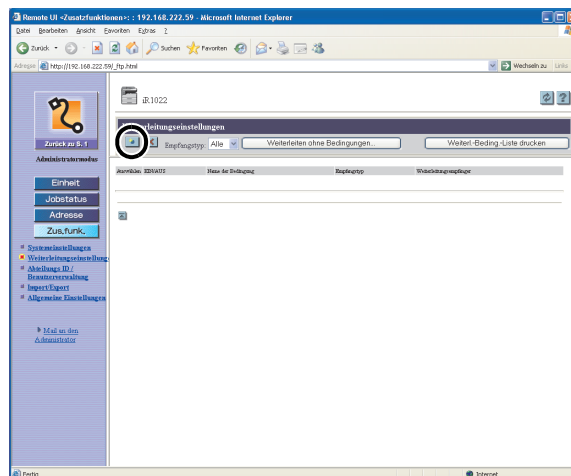 Remote UI <Zusatzfunktionen>: : 192.168.222.59 - Microsoft Internet Explorer
Datei Bearbeiten Ansicht Favoriten Extras ?
Zurück Suchen Favoriten
Adresse http://192.168.222.59/_ftp.html Wechseln zu Links
iR1022
Zurück zu S. 1
Administratormodus
Einheit
Jobstatus
Adresse
Zus.funk.
Systemeinstellungen
Weiterleitungseinstellung
Abteilungs ID /
Benutzerverwaltung
Import/Export
Allgemeine Einstellungen
Mail an den
Administrator
leitungseinstellungen
Empfangstyp: Alle Weiterleiten ohne Bedingungen... Weiterl.-Beding.-Liste drucken
Auswählen EIN/AUS Name der Bedingung Empfangstyp Weiterleitungsempfänger
Fertig Internet